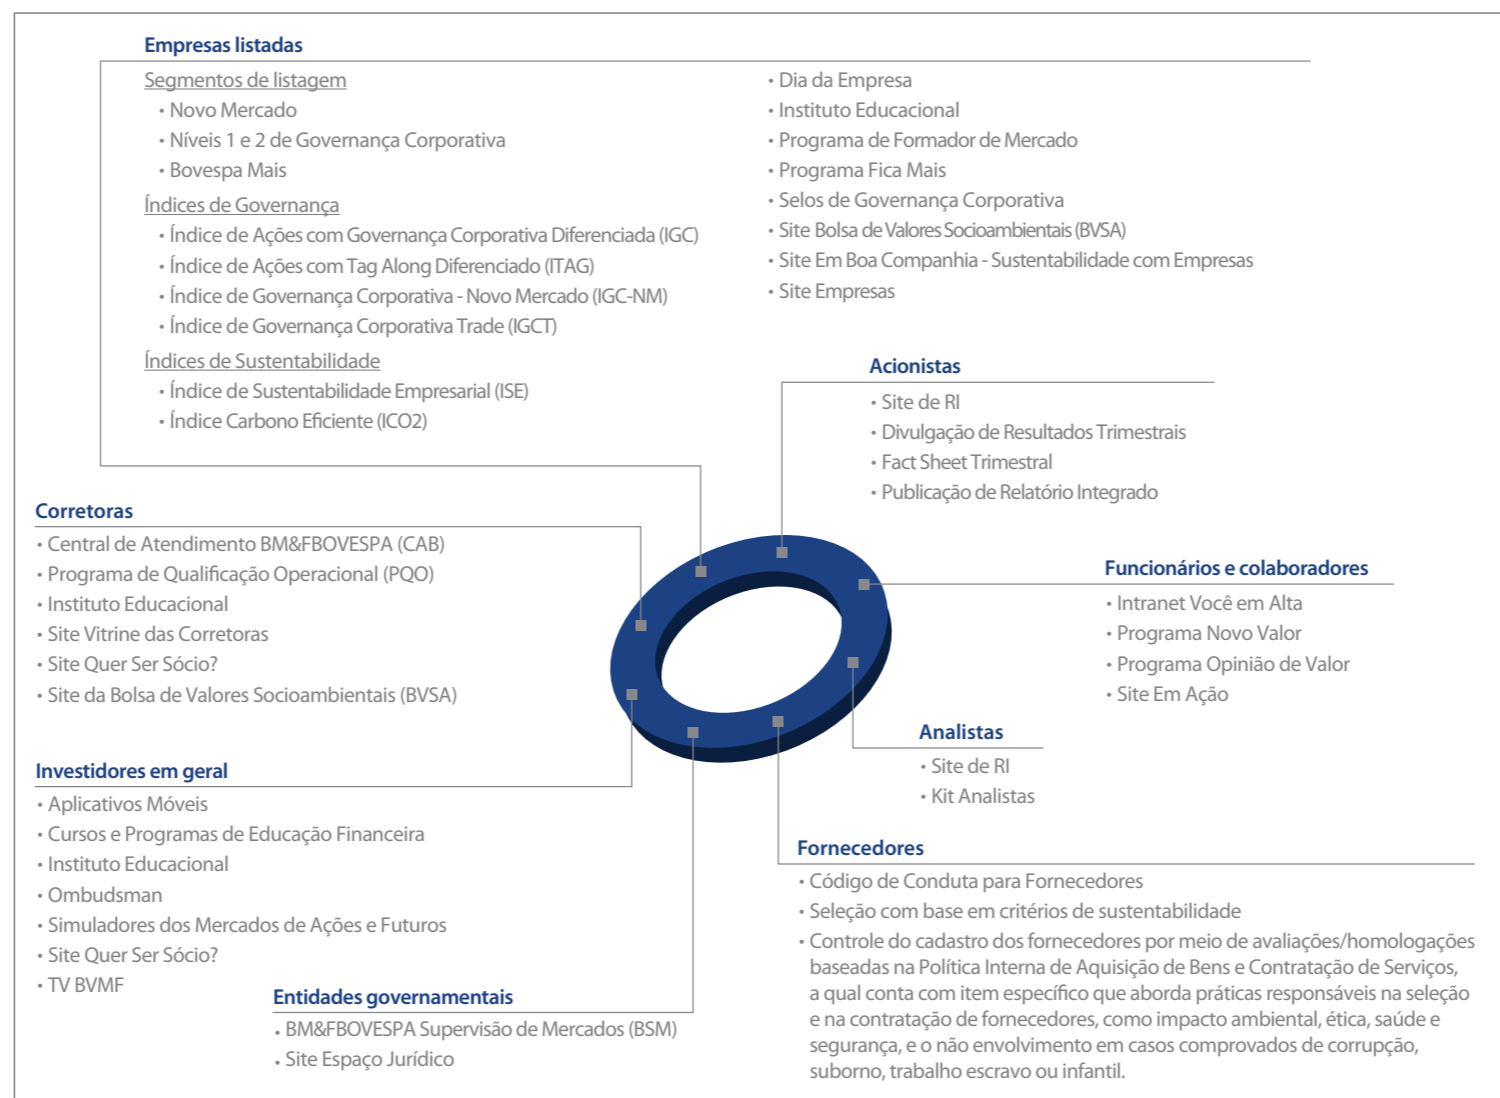 Empresas listadas
Segmentos de listagem
• Novo Mercado
• Níveis 1 e 2 de Governança Corporativa
• Bovespa Mais
Índices de Governança
• Índice de Ações com Governança Corporativa Diferenciada (IGC)
• Índice de Ações com Tag Along Diferenciado (ITAG)
• Índice de Governança Corporativa - Novo Mercado (IGC-NM)
• Índice de Governança Corporativa Trade (IGCT)
Índices de Sustentabilidade
• Índice de Sustentabilidade Empresarial (ISE)
• Índice Carbono Eficiente (ICO2)
• Dia da Empresa
• Instituto Educacional
• Programa de Formador de Mercado
• Programa Fica Mais
• Selos de Governança Corporativa
• Site Bolsa de Valores Socioambientais (BVSA)
• Site Em Boa Companhia - Sustentabilidade com Empresas
• Site Empresas
Acionistas
• Site de RI
• Divulgação de Resultados Trimestrais
• Fact Sheet Trimestral
• Publicação de Relatório Integrado
Corretoras
• Central de Atendimento BM&FBOVESPA (CAB)
• Programa de Qualificação Operacional (PQO)
• Instituto Educacional
• Site Vitrine das Corretoras
• Site Quer Ser Sócio?
• Site da Bolsa de Valores Socioambientais (BVSA)
Funcionários e colaboradores
• Intranet Você em Alta
• Programa Novo Valor
• Programa Opinião de Valor
• Site Em Ação
Analistas
• Site de RI
• Kit Analistas
Investidores em geral
• Aplicativos Móveis
• Cursos e Programas de Educação Financeira
• Instituto Educacional
• Ombudsman
• Simuladores dos Mercados de Ações e Futuros
• Site Quer Ser Sócio?
• TV BVMF
Fornecedores
• Código de Conduta para Fornecedores
• Seleção com base em critérios de sustentabilidade
• Controle do cadastro dos fornecedores por meio de avaliações/homologações
baseadas na Política Interna de Aquisição de Bens e Contratação de Serviços,
a qual conta com item específico que aborda práticas responsáveis na seleção
e na contratação de fornecedores, como impacto ambiental, ética, saúde e
segurança, e o não envolvimento em casos comprovados de corrupção,
suborno, trabalho escravo ou infantil.
Entidades governamentais
• BM&FBOVESPA Supervisão de Mercados (BSM)
• Site Espaço Jurídico